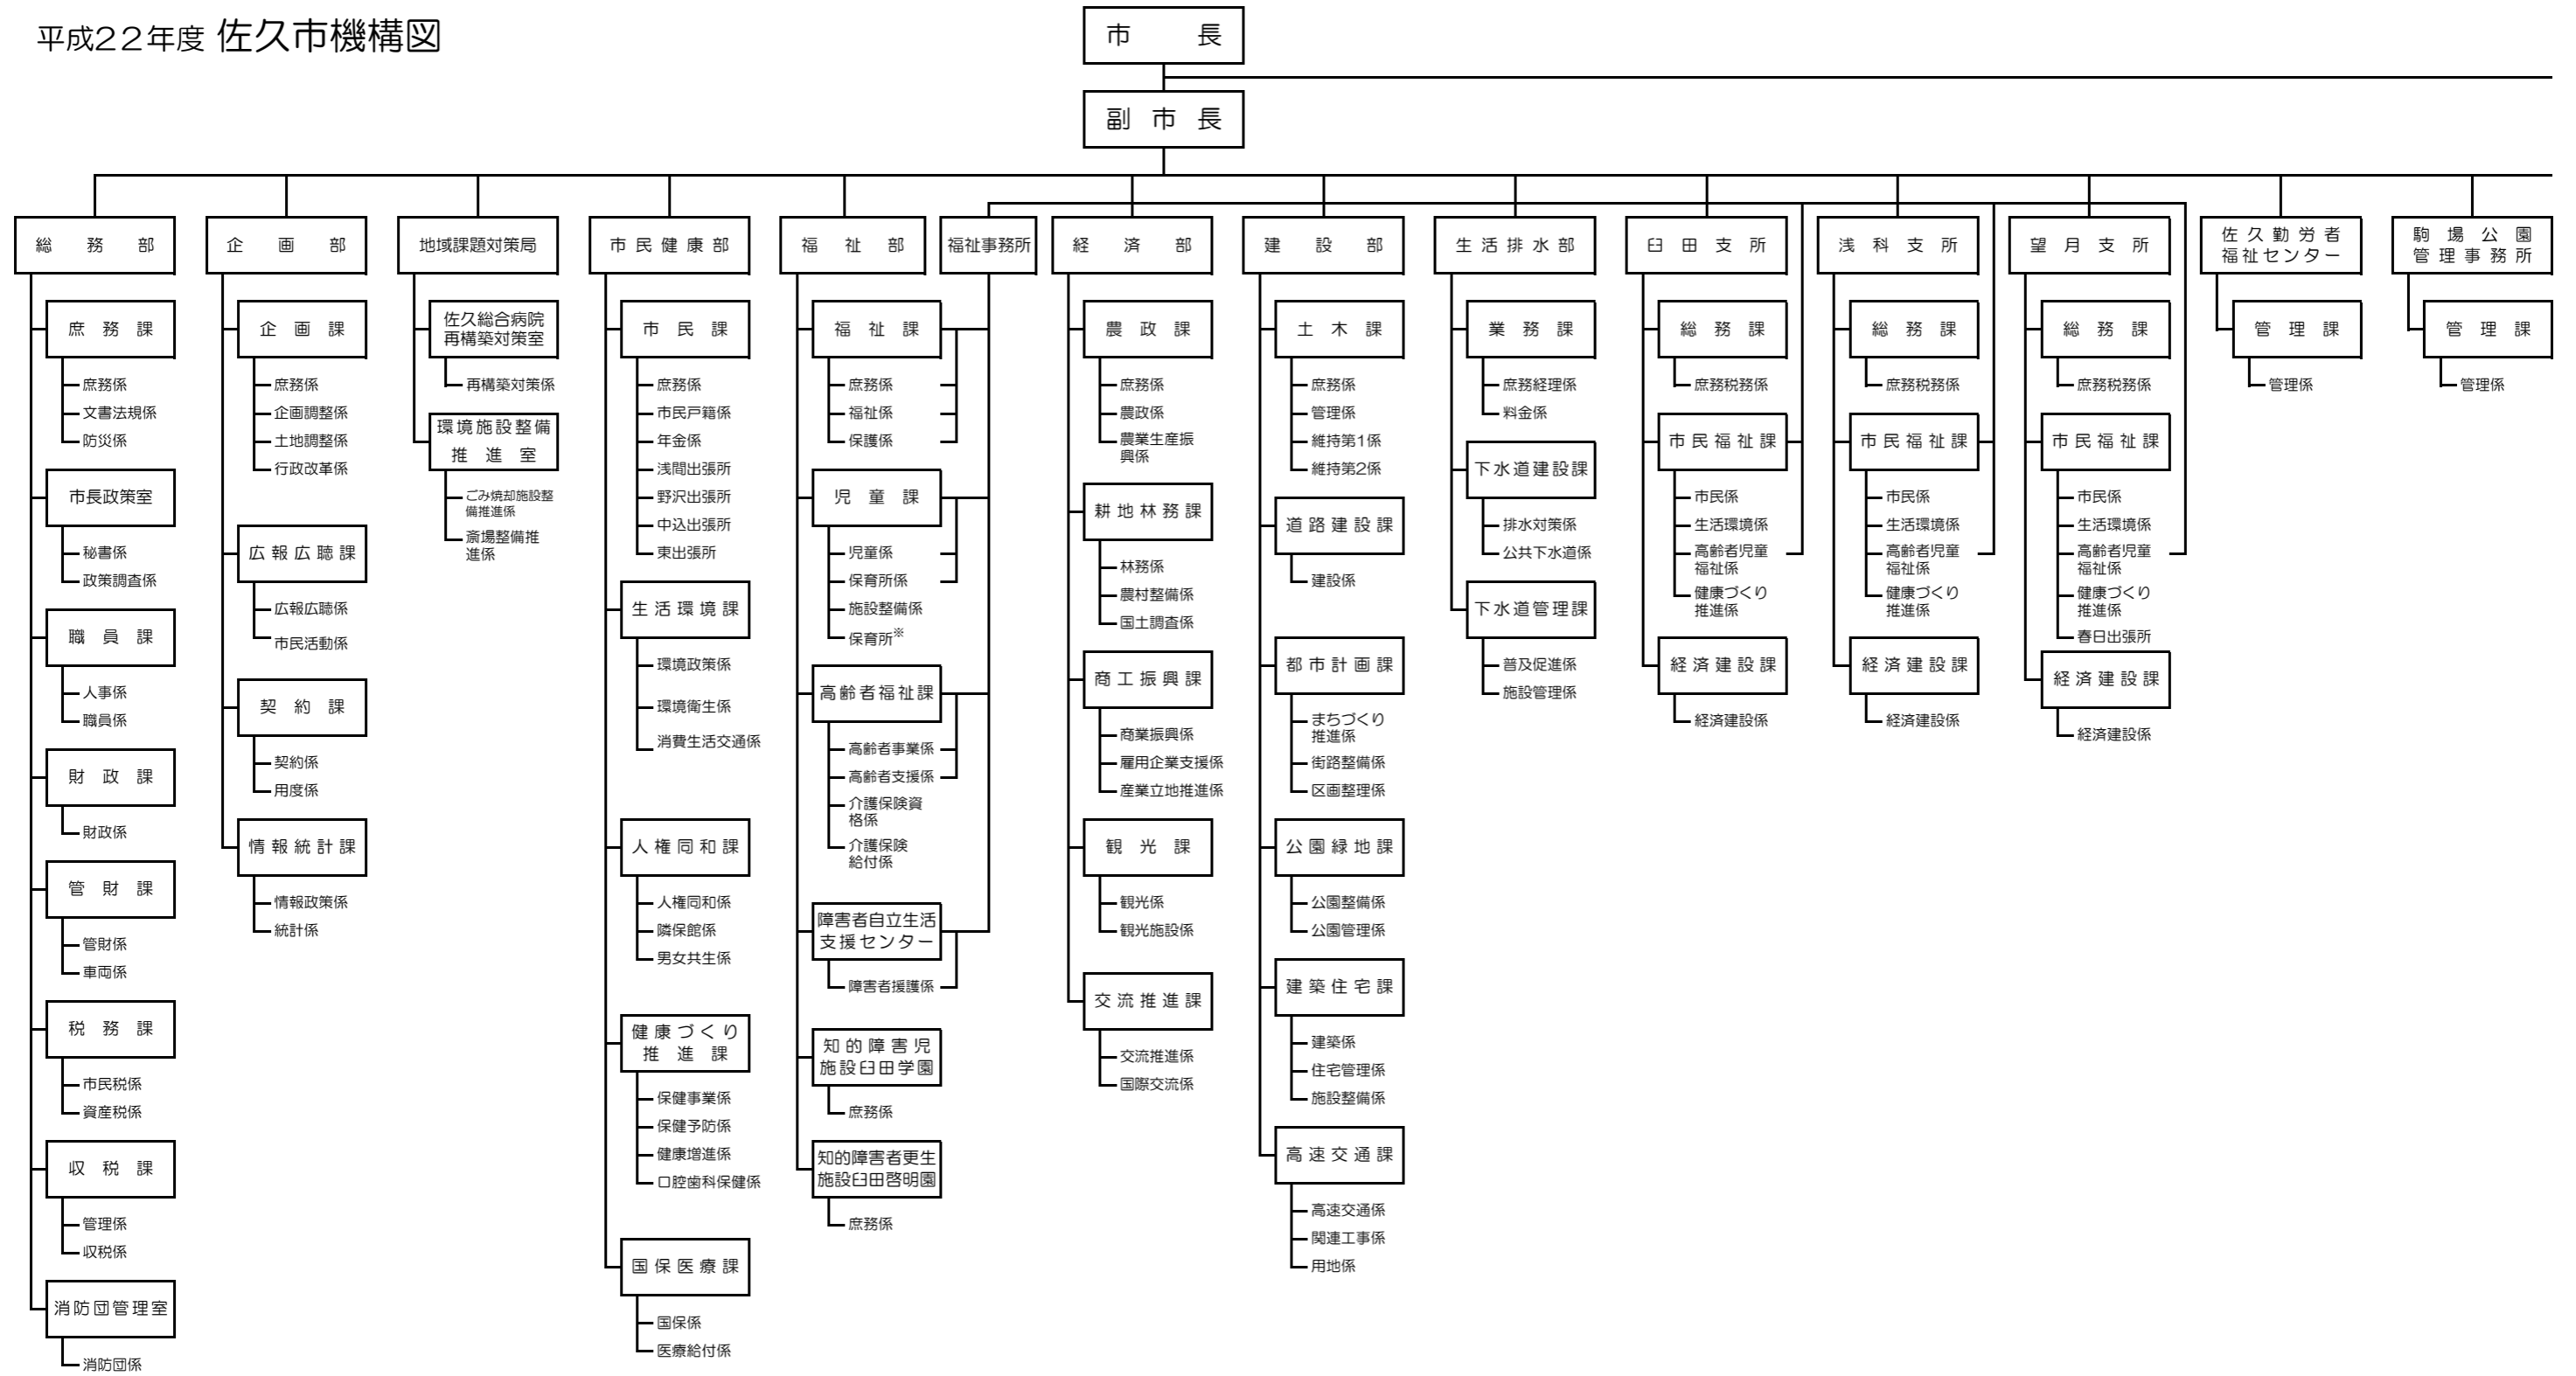 平成22年度 佐久市機構図
市長
副市長
総務部
庶務課
庶務係
文書法規係
防災係
市長政策室
秘書係
政策調査係
職員課
人事係
職員係
財政課
財政係
管財課
管財係
車両係
税務課
市民税係
資産税係
収税課
管理係
収税係
消防団管理室
消防団係
企画部
企画課
庶務係
企画調整係
土地調整係
行政改革係
広報広聴課
広報広聴係
市民活動係
契約課
契約係
用度係
情報統計課
情報政策係
統計係
地域課題対策局
佐久総合病院
再構築対策室
再構築対策係
環境施設整備
推進室
ごみ焼却施設整
備推進係
斎場整備推
進係
市民健康部
市民課
庶務係
市民戸籍係
年金係
浅間出張所
野沢出張所
中込出張所
東出張所
生活環境課
環境政策係
環境衛生係
消費生活交通係
人権同和課
人権同和係
隣保館係
男女共生係
健康づくり
推進課
保健事業係
保健予防係
健康増進係
口腔歯科保健係
国保医療課
国保係
医療給付係
福祉部
福祉課
庶務係
福祉係
保護係
児童課
児童係
保育所係
施設整備係
保育所※
高齢者福祉課
高齢者事業係
高齢者支援係
介護保険資
格係
介護保険
給付係
障害者自立生活
支援センター
障害者援護係
知的障害児
施設臼田学園
庶務係
知的障害者更生
施設臼田啓明園
庶務係
福祉事務所
経済部
農政課
庶務係
農政係
農業生産振
興係
耕地林務課
林務係
農村整備係
国土調査係
商工振興課
商業振興係
雇用企業支援係
産業立地推進係
観光課
観光係
観光施設係
交流推進課
交流推進係
国際交流係
建設部
土木課
庶務係
管理係
維持第1係
維持第2係
道路建設課
建設係
都市計画課
まちづくり
推進係
街路整備係
区画整理係
公園緑地課
公園整備係
公園管理係
建築住宅課
建築係
住宅管理係
施設整備係
高速交通課
高速交通係
関連工事係
用地係
生活排水部
業務課
庶務経理係
料金係
下水道建設課
排水対策係
公共下水道係
下水道管理課
普及促進係
施設管理係
臼田支所
総務課
庶務税務係
市民福祉課
市民係
生活環境係
高齢者児童
福祉係
健康づくり
推進係
経済建設課
経済建設係
浅科支所
総務課
庶務税務係
市民福祉課
市民係
生活環境係
高齢者児童
福祉係
健康づくり
推進係
経済建設課
経済建設係
望月支所
総務課
庶務税務係
市民福祉課
市民係
生活環境係
高齢者児童
福祉係
健康づくり
推進係
春日出張所
経済建設課
経済建設係
佐久勤労者
福祉センター
管理課
管理係
駒場公園
管理事務所
管理課
管理係